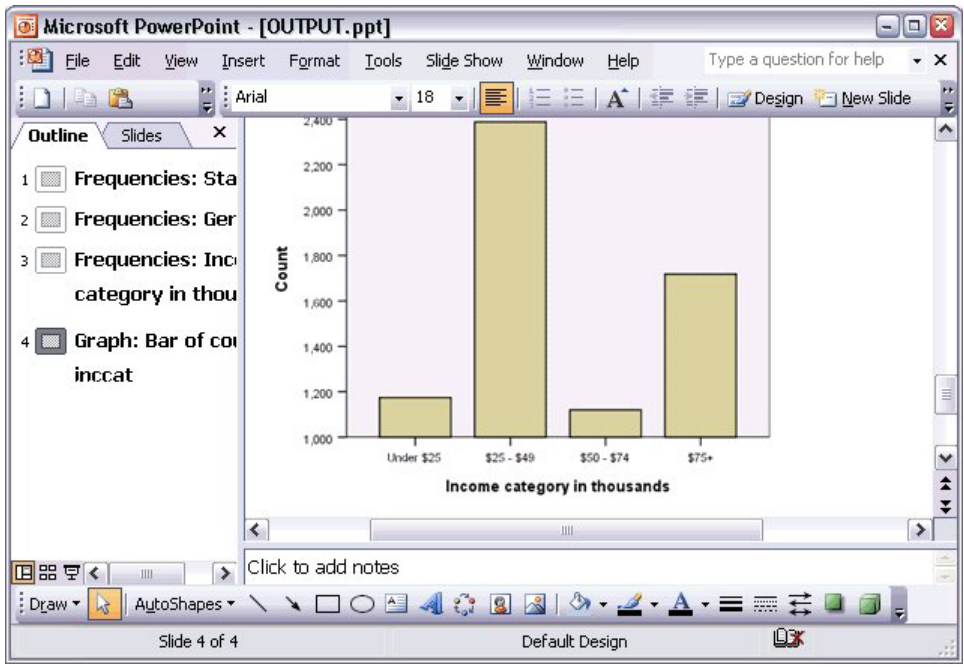 Microsoft PowerPoint - [OUTPUT.ppt]
File Edit View Insert Format Tools Slide Show Window Help Type a question for help
Arial 18 Design New Slide
Outline Slides
1 Frequencies: Sta
2 Frequencies: Ger
3 Frequencies: Inc
category in thou
4 Graph: Bar of cou
inccat
2,400
2,200
2,000
1,800
1,600
1,400
1,200
1,000
Count
Under $25 $25 - $49 $50 - $74 $75+
Income category in thousands
Click to add notes
Draw AutoShapes
Slide 4 of 4 Default Design